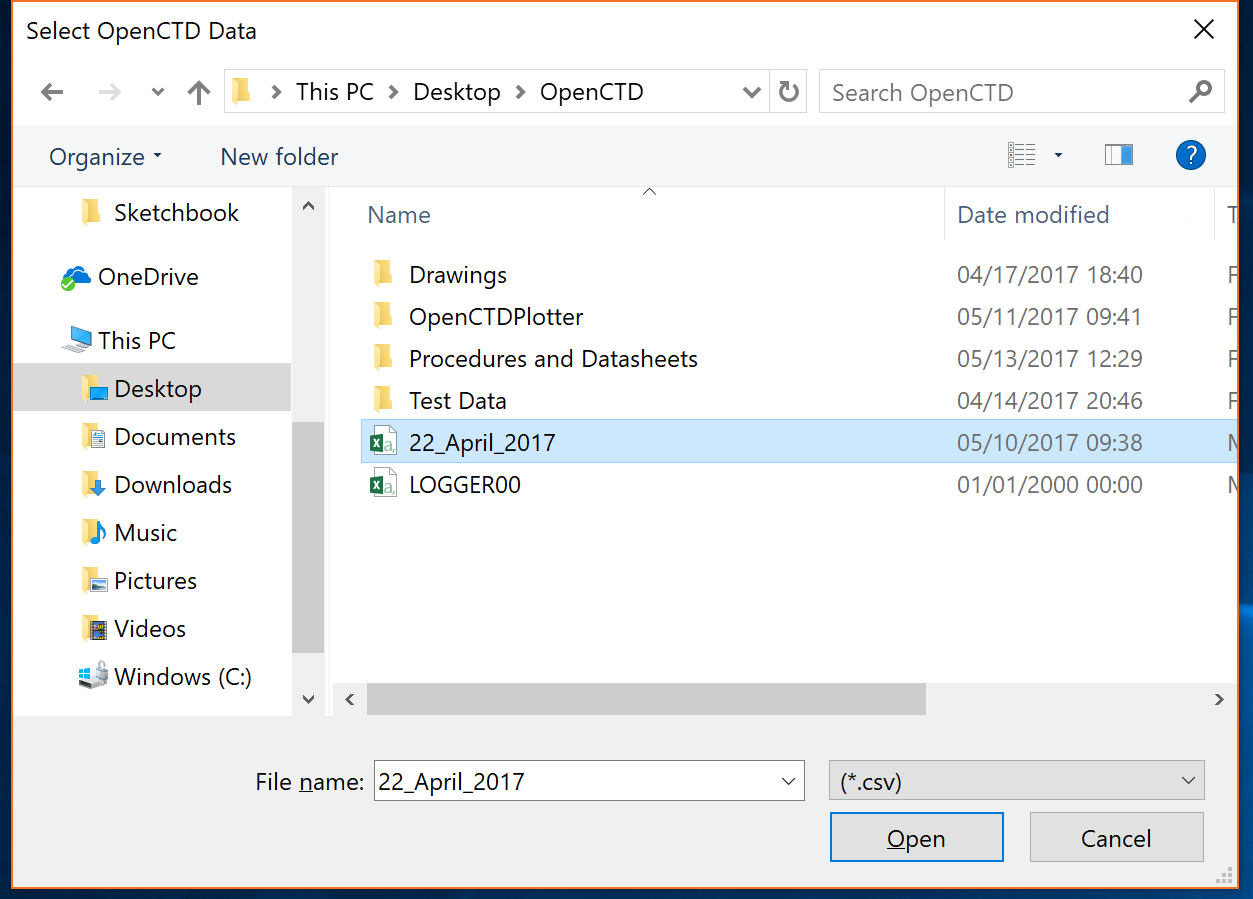 Select OpenCTD Data
This PC Desktop OpenCTD Search OpenCTD
Organize New folder ?
Name Date modified T
Sketchbook
OneDrive
This PC
Desktop
Documents
Downloads
Music
Pictures
Videos
Windows (C:)
Drawings 04/17/2017 18:40 F
OpenCTDPlotter 05/11/2017 09:41 F
Procedures and Datasheets 05/13/2017 12:29 F
Test Data 04/14/2017 20:46 F
22_April_2017 05/10/2017 09:38 M
LOGGER00 01/01/2000 00:00 M
File name: 22_April_2017 (*.csv)
Open Cancel